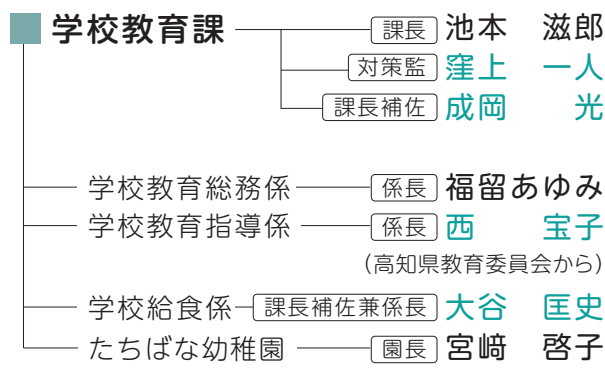 学校教育課 課長 池本 滋郎
対策監 窪上 一人
課長補佐 成岡 光
学校教育総務係 係長 福留あゆみ
学校教育指導係 係長 西 宝子
（高知県教育委員会から）
学校給食係 課長補佐兼係長 大谷 匡史
たちばな幼稚園 園長 宮﨑 啓子